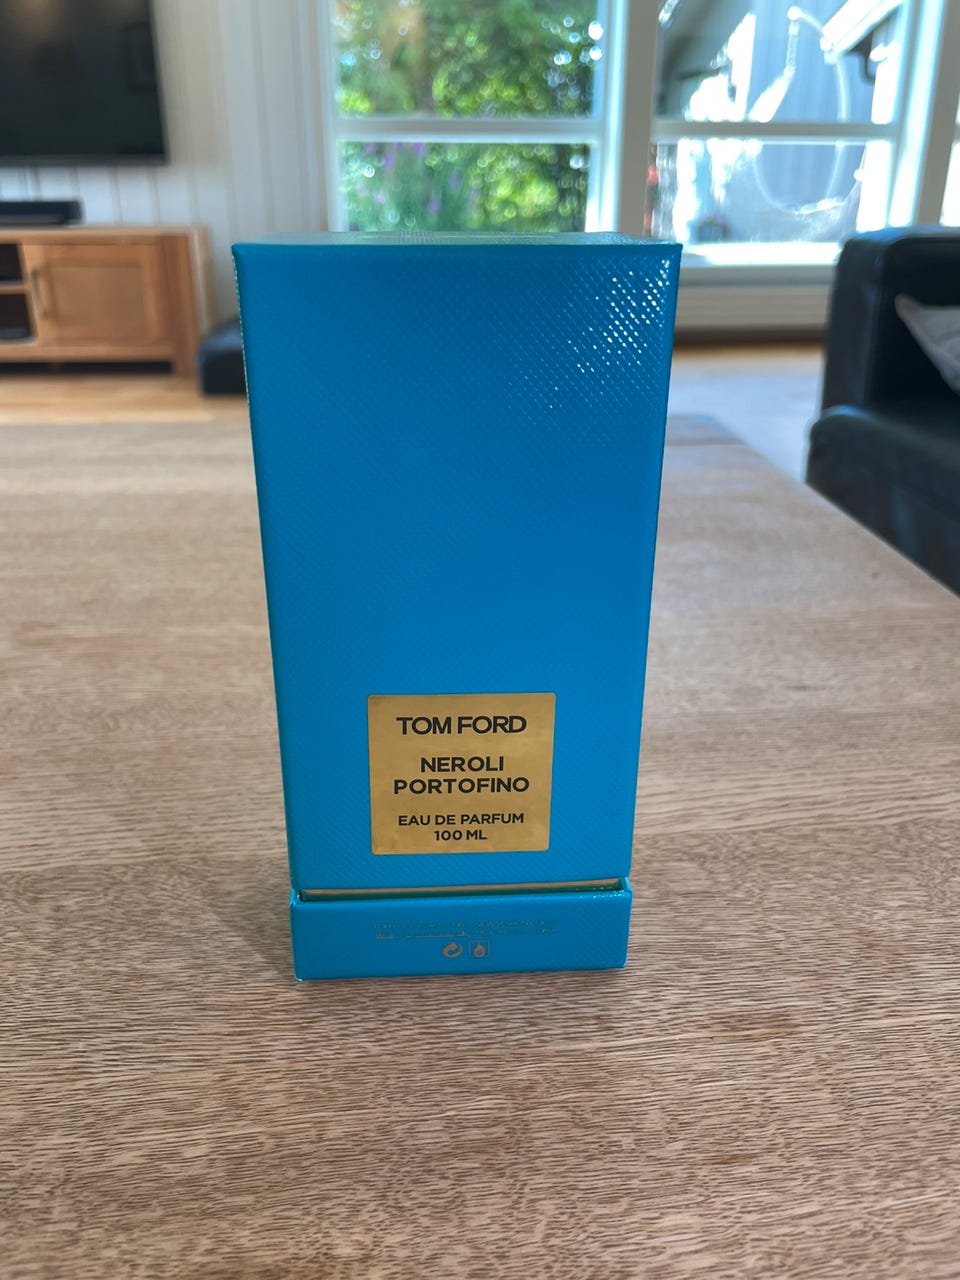 TOM FORD
NEROLI
PORTOFINO
EAU DE PARFUM
100 ML